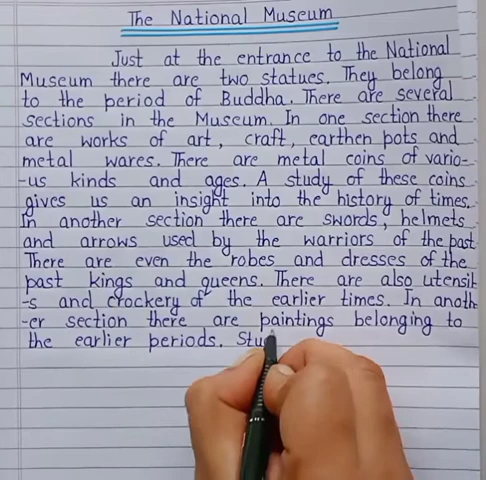 The National Museum
Just at the entrance to the National
Museum there are two statues. They belong
to the period of Buddha. There are several
sections in the Museum. In one section there
are works of art, craft, earthen pots and
metal wares. There are metal coins of vario-
-us kinds and ages. A study of these coins
gives us an insight into the history of times.
In another section there are swords, helmets
and arrows used by the warriors of the past
There are even the robes and dresses of the
past kings and queens. There are also utensil-
-s and crockery of the earlier times. In anoth-
-er section there are paintings belonging to
the earlier periods. Stu